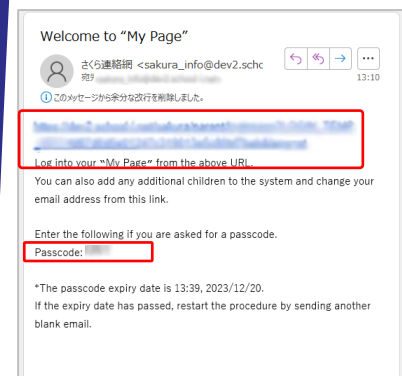 Welcome to “My Page”
さくら連絡網 <sakura_info@dev2.schc
宛先
13:10
このメッセージから余分な改行を削除しました。
Log into your “My Page” from the above URL.
You can also add any additional children to the system and change your
email address from this link.
Enter the following if you are asked for a passcode.
Passcode:
*The passcode expiry date is 13:39, 2023/12/20.
If the expiry date has passed, restart the procedure by sending another
blank email.